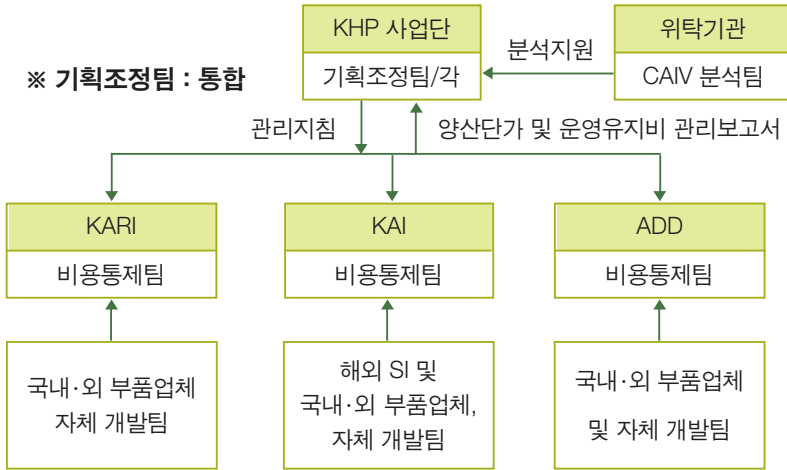 KHP 사업단
기획조정팀/각
위탁기관
CAIV 분석팀
분석지원
※ 기획조정팀 : 통합
관리지침
양산단가 및 운영유지비 관리보고서
KARI
비용통제팀
KAI
비용통제팀
ADD
비용통제팀
국내·외 부품업체
자체 개발팀
해외 SI 및
국내·외 부품업체,
자체 개발팀
국내·외 부품업체
및 자체 개발팀